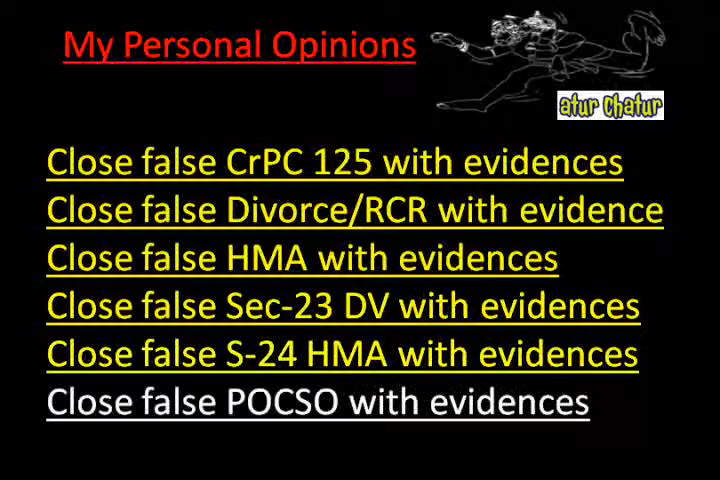 My Personal Opinions
atur chatur
Close false CrPC 125 with evidences
Close false Divorce/RCR with evidence
Close false HMA with evidences
Close false Sec-23 DV with evidences
Close false S-24 HMA with evidences
Close false POCSO with evidences